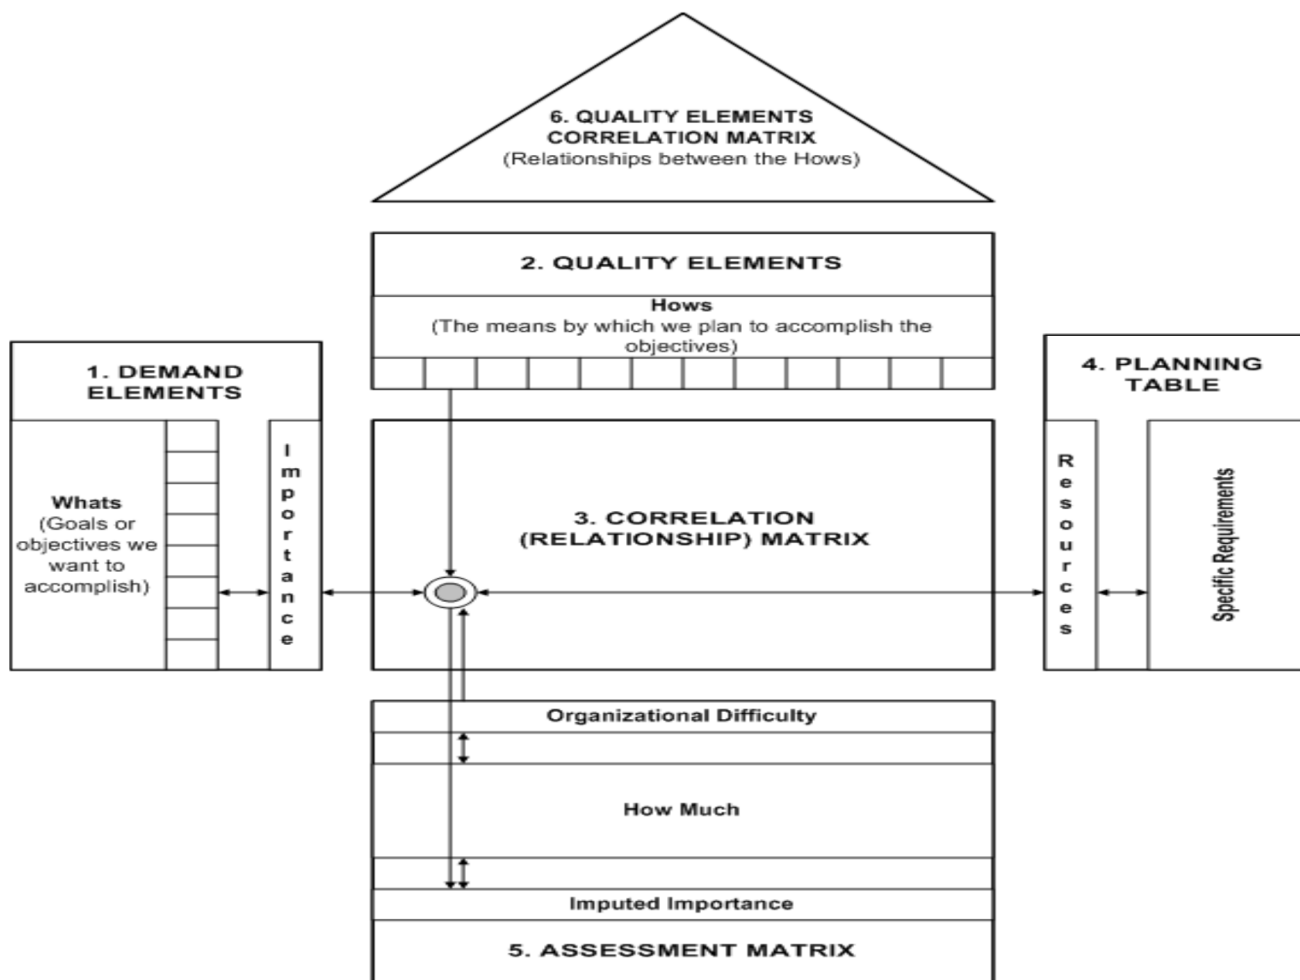 6. QUALITY ELEMENTS
CORRELATION MATRIX
(Relationships between the Hows)
2. QUALITY ELEMENTS
Hows
(The means by which we plan to accomplish the
objectives)
1. DEMAND
ELEMENTS
Whats
(Goals or
objectives we
want to
accomplish)
Importance
3. CORRELATION
(RELATIONSHIP) MATRIX
4. PLANNING
TABLE
Resources
Specific Requirements
Organizational Difficulty
How Much
Imputed Importance
5. ASSESSMENT MATRIX